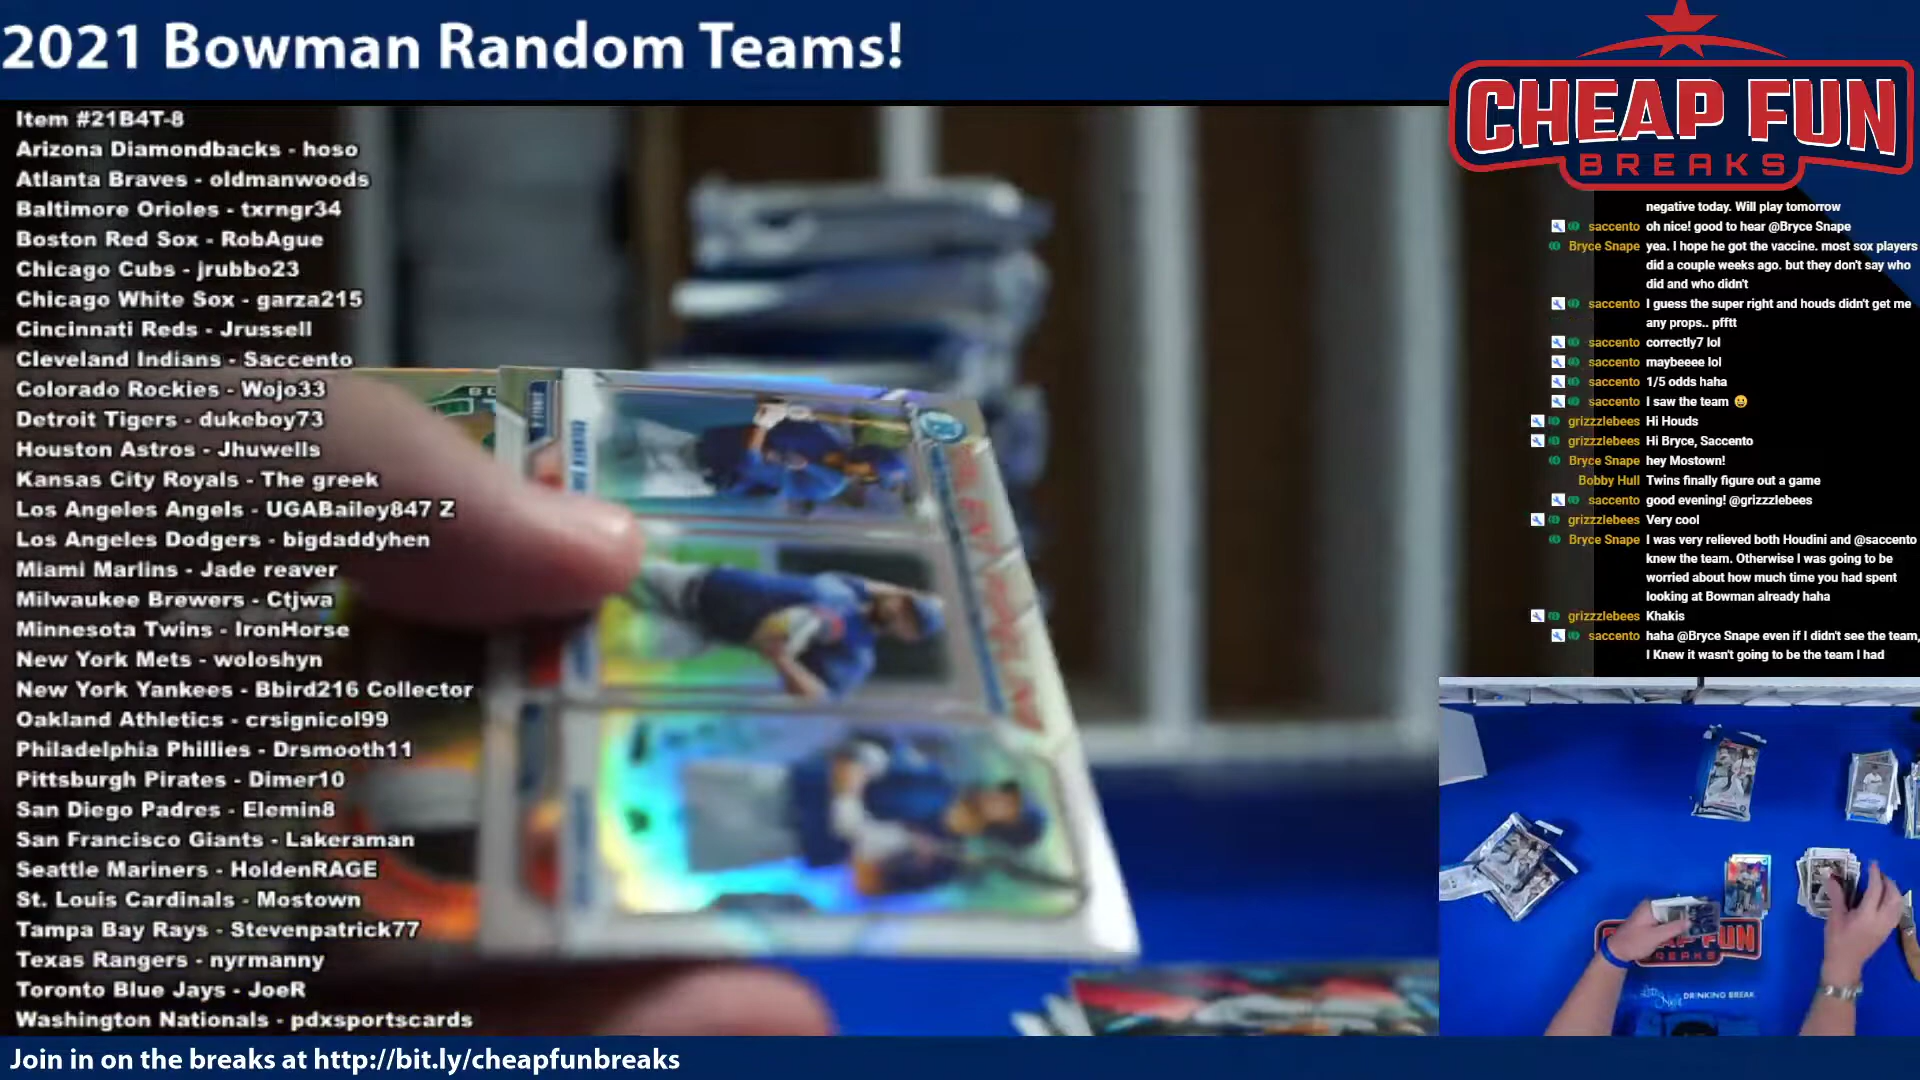 2021 Bowman Random Teams!
CHEAP FUN
BREAKS
Item #21B4T-8
Arizona Diamondbacks - hoso
Atlanta Braves - oldmanwoods
Baltimore Orioles - txrngr34
Boston Red Sox - RobAgue
Chicago Cubs - jrubbo23
Chicago White Sox - garza215
Cincinnati Reds - Jrussell
Cleveland Indians - Saccento
Colorado Rockies - Wojo33
Detroit Tigers - dukeboy73
Houston Astros - Jhuwells
Kansas City Royals - The greek
Los Angeles Angels - UGABailey847 Z
Los Angeles Dodgers - bigdaddyhen
Miami Marlins - Jade reaver
Milwaukee Brewers - Ctjwa
Minnesota Twins - IronHorse
New York Mets - woloshyn
New York Yankees - Bbird216 Collector
Oakland Athletics - crsignicol99
Philadelphia Phillies - Drsmooth11
Pittsburgh Pirates - Dimer10
San Diego Padres - Elemin8
San Francisco Giants - Lakeraman
Seattle Mariners - HoldenRAGE
St. Louis Cardinals - Mostown
Tampa Bay Rays - Stevenpatrick77
Texas Rangers - nyrmanny
Toronto Blue Jays - JoeR
Washington Nationals - pdxsportscards
negative today. Will play tomorrow
saccento oh nice! good to hear @Bryce Snape
Bryce Snape yea. I hope he got the vaccine. most sox players
did a couple weeks ago. but they don't say who
did and who didn't
saccento I guess the super right and houds didn't get me
any props.. pfftt
saccento correctly7 lol
saccento maybeeee lol
saccento 1/5 odds haha
saccento I saw the team 😀
grizzzlebees Hi Houds
grizzzlebees Hi Bryce, Saccento
Bryce Snape hey Mostown!
Bobby Hull Twins finally figure out a game
saccento good evening! @grizzzlebees
grizzzlebees Very cool
Bryce Snape I was very relieved both Houdini and @saccento
knew the team. Otherwise I was going to be
worried about how much time you had spent
looking at Bowman already haha
grizzzlebees Khakis
saccento haha @Bryce Snape even if I didn't see the team,
I Knew it wasn't going to be the team I had
CHEAP FUN
BREAKS
DRINKING BREAK
Join in on the breaks at http://bit.ly/cheapfunbreaks